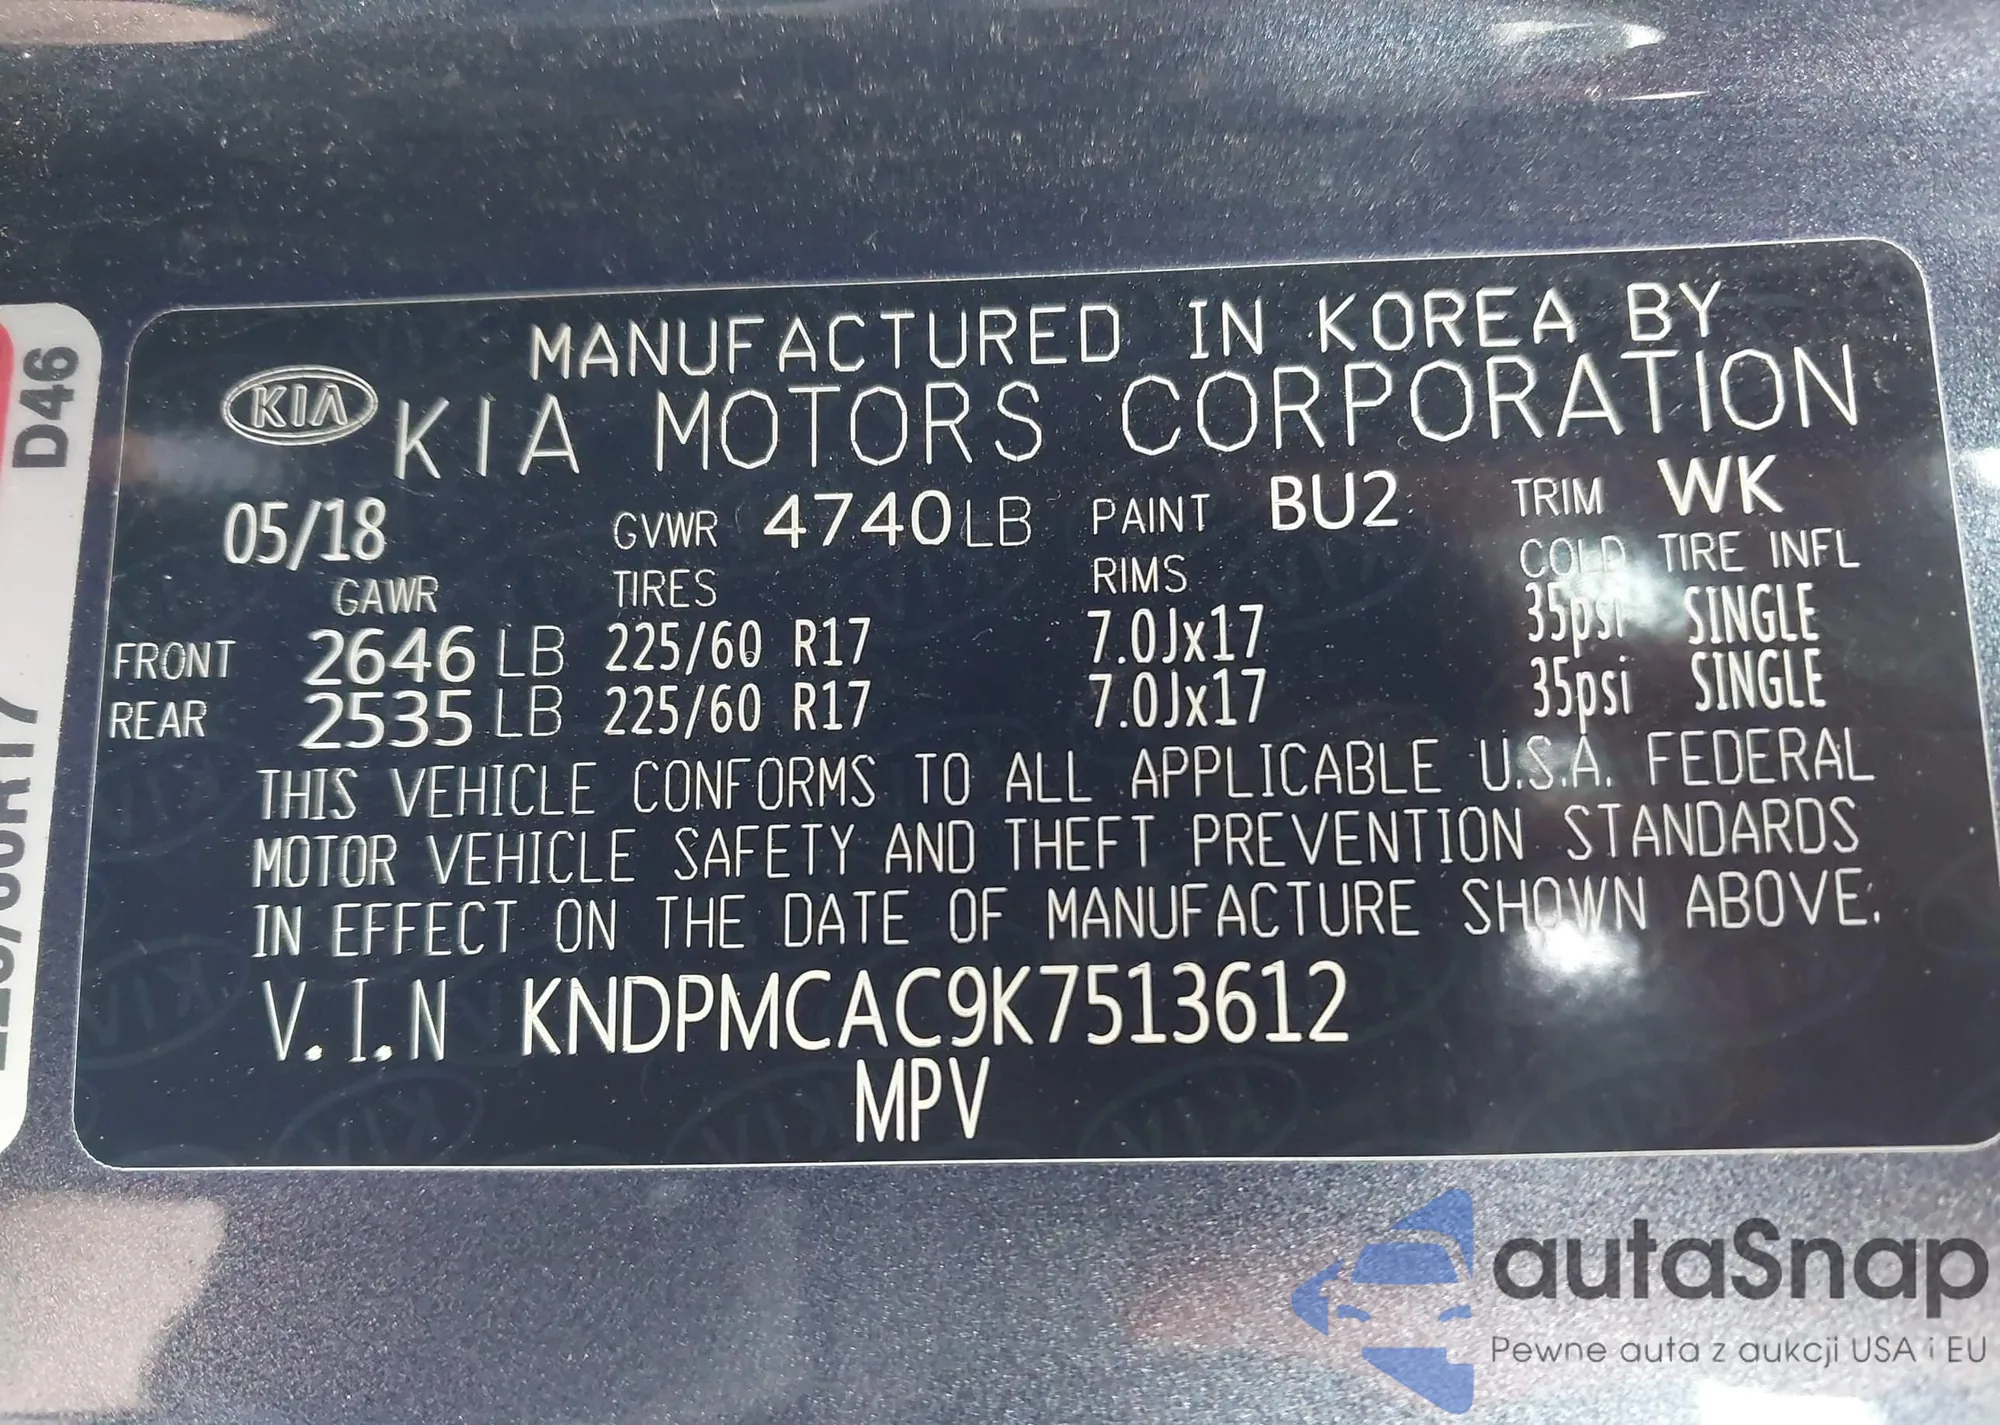 MANUFACTURED IN KOREA BY
KIA KIA MOTORS CORPORATION
05/18 GVWR 4740LB PAINT BU2 TRIM WK
GAWR TIRES RIMS COLD TIRE INFL
FRONT 2646 LB 225/60 R17 7.0Jx17 35psi SINGLE
REAR 2535 LB 225/60 R17 7.0Jx17 35psi SINGLE
THIS VEHICLE CONFORMS TO ALL APPLICABLE U.S.A. FEDERAL
MOTOR VEHICLE SAFETY AND THEFT PREVENTION STANDARDS
IN EFFECT ON THE DATE OF MANUFACTURE SHOWN ABOVE.
V.I.N KNDPMCAC9K7513612
MPV
D46
autaSnap
Pewne auta z aukcji USA i EU